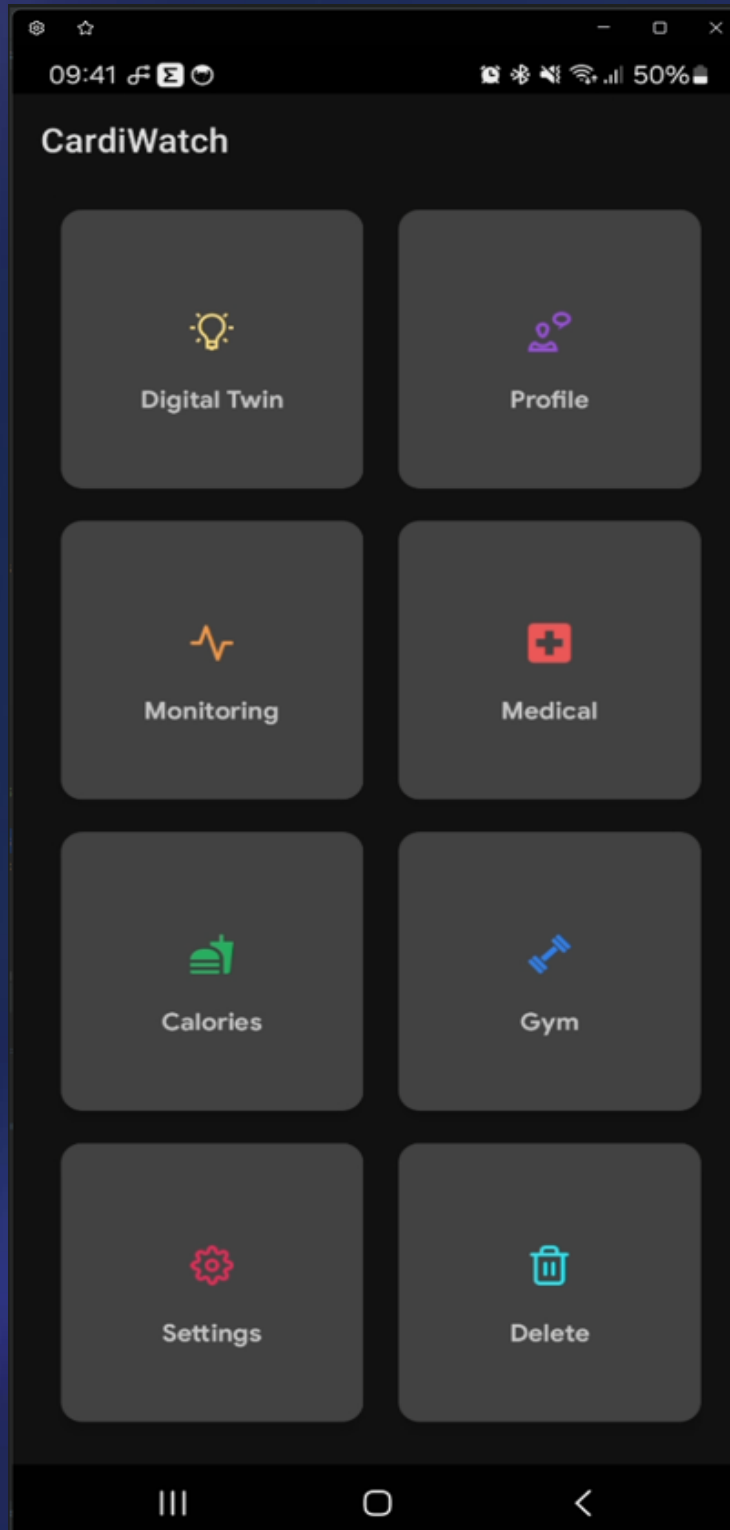 09:41 Σ 50%
CardiWatch
Digital Twin Profile
Monitoring Medical
Calories Gym
Settings Delete